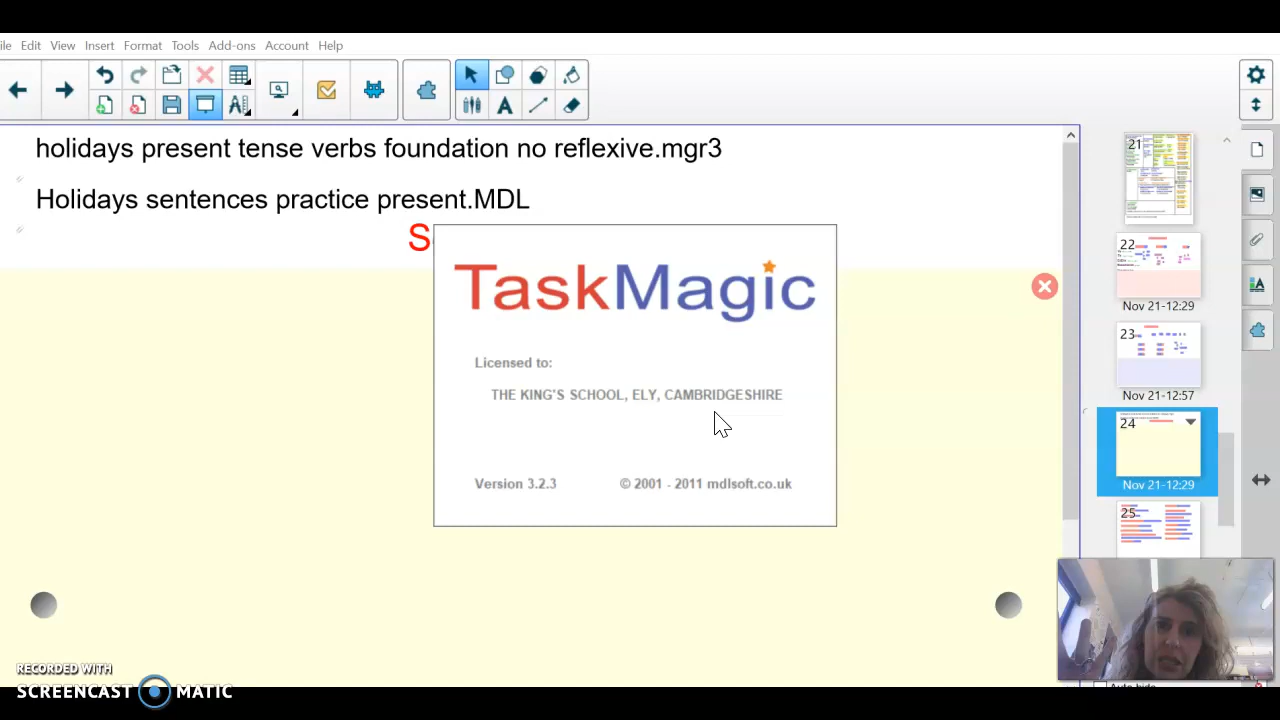 ile Edit View Insert Format Tools Add-ons Account Help
holidays present tense verbs foundation no reflexive.mgr3
Holidays sentences practice present.MDL
S
TaskMagic
Licensed to:
THE KING'S SCHOOL, ELY, CAMBRIDGESHIRE
Version 3.2.3 © 2001 - 2011 mdlsoft.co.uk
21
22
Nov 21-12:29
23
Nov 21-12:57
24
Nov 21-12:29
25
RECORDED WITH
SCREENCAST MATIC